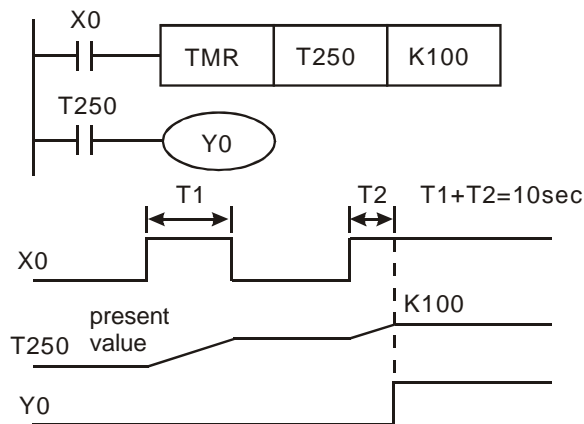 X0
TMR T250 K100
T250
Y0
T1 T2 T1+T2=10sec
X0
K100
present
T250 value
Y0